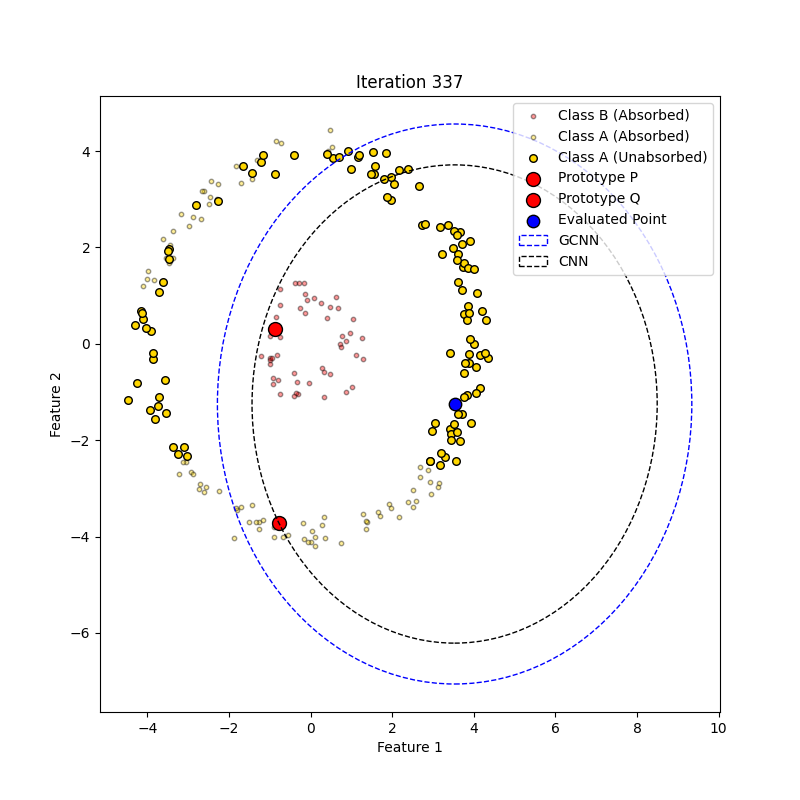 Iteration 337
Class B (Absorbed)
Class A (Absorbed)
Class A (Unabsorbed)
Prototype P
Prototype Q
Evaluated Point
GCNN
CNN
4
2
0
−2
−4
−6
Feature 2
−4
−2
0
2
4
6
8
10
Feature 1